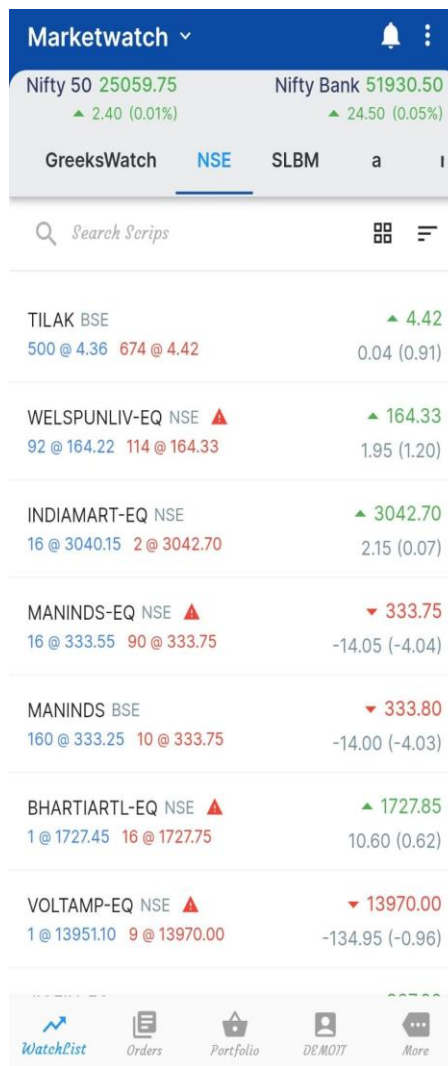 Marketwatch
Nifty 50 25059.75 Nifty Bank 51930.50
2.40 (0.01%) 24.50 (0.05%)
GreeksWatch NSE SLBM a
Search Scrips
TILAK BSE 4.42
500 @ 4.36 674 @ 4.42 0.04 (0.91)
WELSPUNLIV-EQ NSE 164.33
92 @ 164.22 114 @ 164.33 1.95 (1.20)
INDIAMART-EQ NSE 3042.70
16 @ 3040.15 2 @ 3042.70 2.15 (0.07)
MANINDS-EQ NSE 333.75
16 @ 333.55 90 @ 333.75 -14.05 (-4.04)
MANINDS BSE 333.80
160 @ 333.25 10 @ 333.75 -14.00 (-4.03)
BHARTIARTL-EQ NSE 1727.85
1 @ 1727.45 16 @ 1727.75 10.60 (0.62)
VOLTAMP-EQ NSE 13970.00
1 @ 13951.10 9 @ 13970.00 -134.95 (-0.96)
WatchList Orders Portfolio DEMO17 More